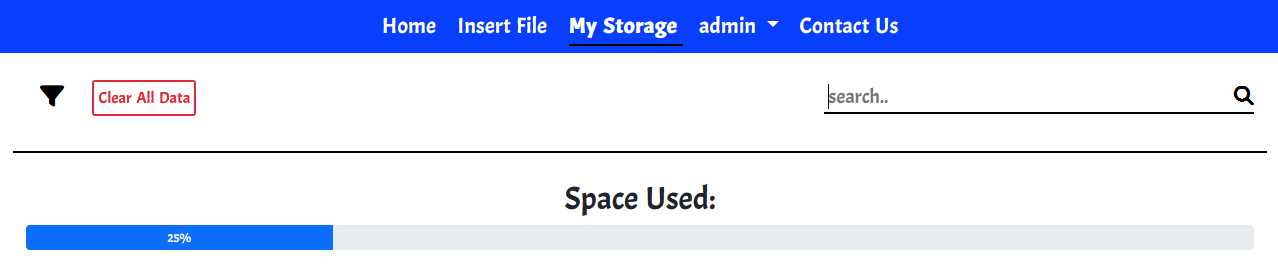 Home Insert File My Storage admin Contact Us
Clear All Data search..
Space Used:
25%